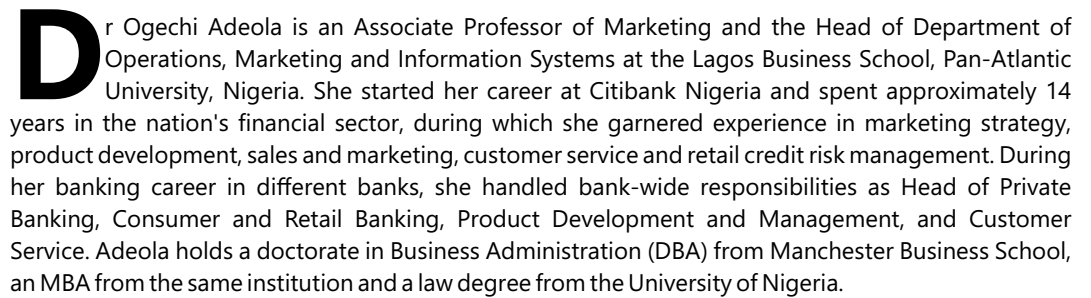 Dr Ogechi Adeola is an Associate Professor of Marketing and the Head of Department of
Operations, Marketing and Information Systems at the Lagos Business School, Pan-Atlantic
University, Nigeria. She started her career at Citibank Nigeria and spent approximately 14
years in the nation's financial sector, during which she garnered experience in marketing strategy,
product development, sales and marketing, customer service and retail credit risk management. During
her banking career in different banks, she handled bank-wide responsibilities as Head of Private
Banking, Consumer and Retail Banking, Product Development and Management, and Customer
Service. Adeola holds a doctorate in Business Administration (DBA) from Manchester Business School,
an MBA from the same institution and a law degree from the University of Nigeria.